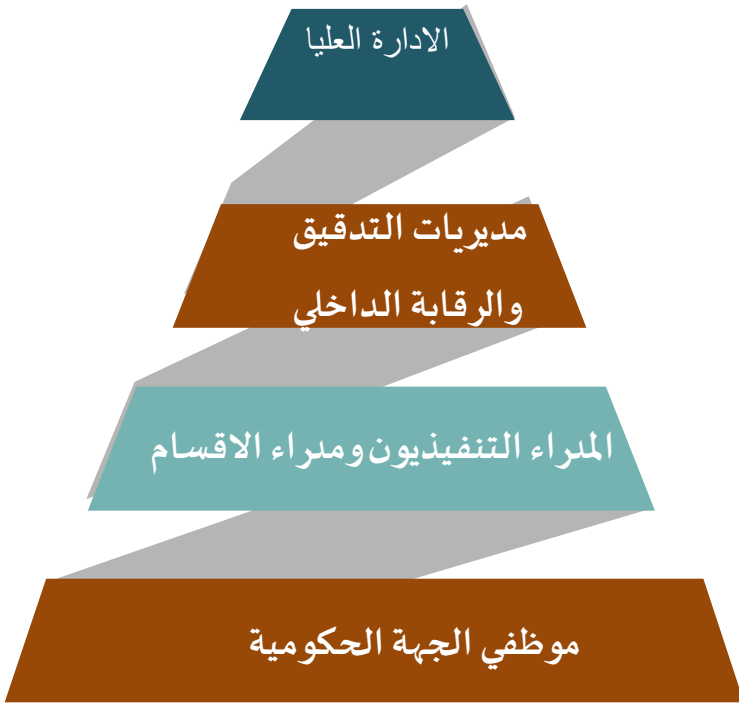 الادارة العليا
مديريات التدقيق
والرقابة الداخلي
المدراء التنفيذيون ومدراء الاقسام
موظفي الجهة الحكومية